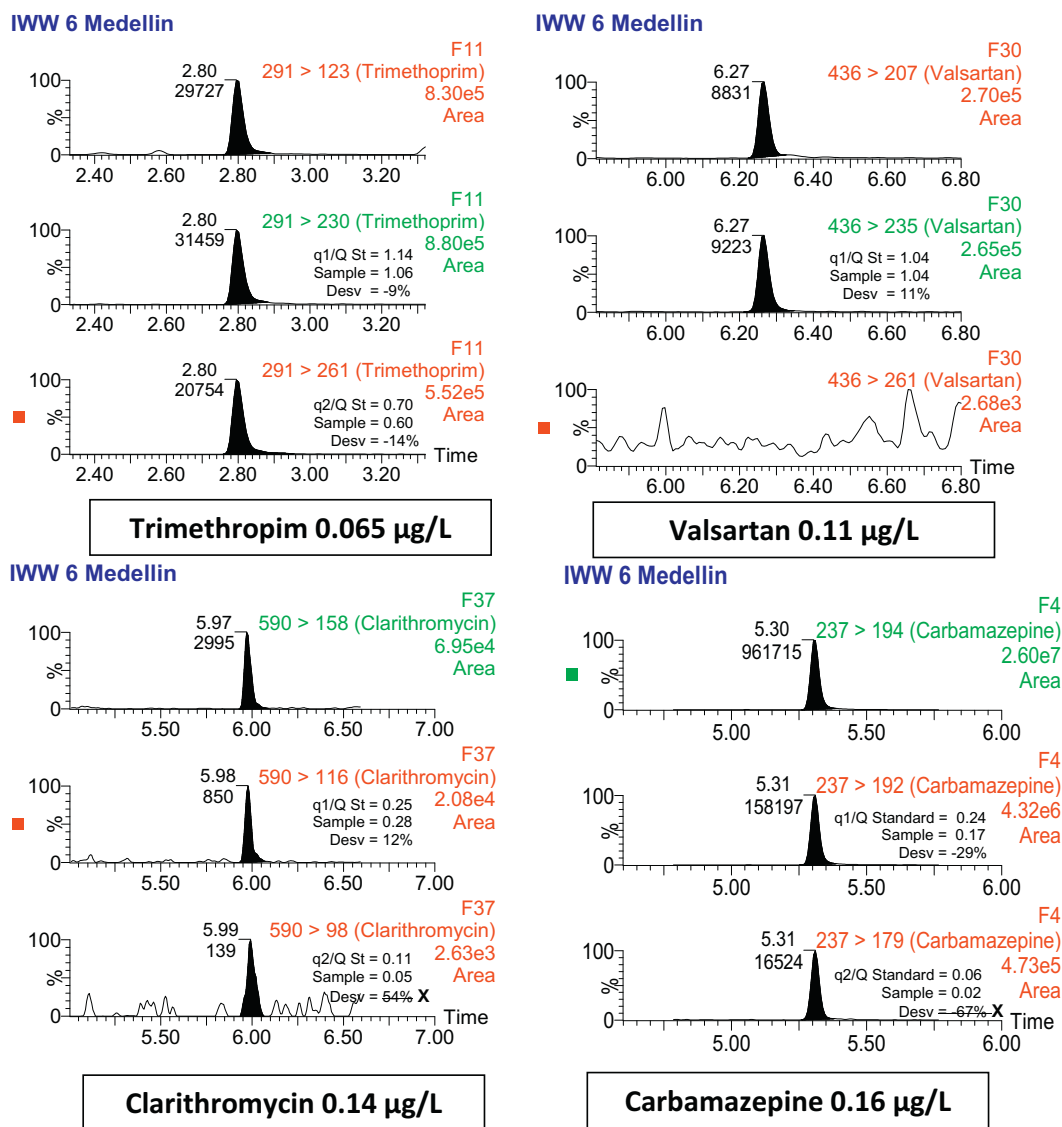 IWW 6 Medellin
F11
291 > 123 (Trimethoprim)
8.30e5
Area
2.80
29727
100
%
0
2.40 2.60 2.80 3.00 3.20
F11
291 > 230 (Trimethoprim)
8.80e5
Area
2.80
31459
q1/Q St = 1.14
Sample = 1.06
Desv = -9%
100
%
0
2.40 2.60 2.80 3.00 3.20
F11
291 > 261 (Trimethoprim)
5.52e5
Area
2.80
20754
q2/Q St = 0.70
Sample = 0.60
Desv = -14%
100
%
0
Time
2.40 2.60 2.80 3.00 3.20
Trimethropim 0.065 µg/L
IWW 6 Medellin
F30
436 > 207 (Valsartan)
2.70e5
Area
6.27
8831
100
%
0
6.00 6.20 6.40 6.60 6.80
F30
436 > 235 (Valsartan)
2.65e5
Area
6.27
9223
q1/Q St = 1.04
Sample = 1.04
Desv = 11%
100
%
0
6.00 6.20 6.40 6.60 6.80
F30
436 > 261 (Valsartan)
2.68e3
Area
100
%
0
Time
6.00 6.20 6.40 6.60 6.80
Valsartan 0.11 µg/L
IWW 6 Medellin
F37
590 > 158 (Clarithromycin)
6.95e4
Area
5.97
2995
100
%
0
5.50 6.00 6.50 7.00
F37
590 > 116 (Clarithromycin)
2.08e4
Area
5.98
850
q1/Q St = 0.25
Sample = 0.28
Desv = 12%
100
%
0
5.50 6.00 6.50 7.00
F37
590 > 98 (Clarithromycin)
2.63e3
Area
5.99
139
q2/Q St = 0.11
Sample = 0.05
Desv = 54% X
100
%
0
Time
5.50 6.00 6.50 7.00
Clarithromycin 0.14 µg/L
IWW 6 Medellin
F4
237 > 194 (Carbamazepine)
2.60e7
Area
5.30
961715
100
%
0
5.00 5.50 6.00
F4
237 > 192 (Carbamazepine)
4.32e6
Area
5.31
158197
q1/Q Standard = 0.24
Sample = 0.17
Desv = -29%
100
%
0
5.00 5.50 6.00
F4
237 > 179 (Carbamazepine)
4.73e5
Area
5.31
16524
q2/Q Standard = 0.06
Sample = 0.02
Desv = -67% X
100
%
0
Time
5.00 5.50 6.00
Carbamazepine 0.16 µg/L